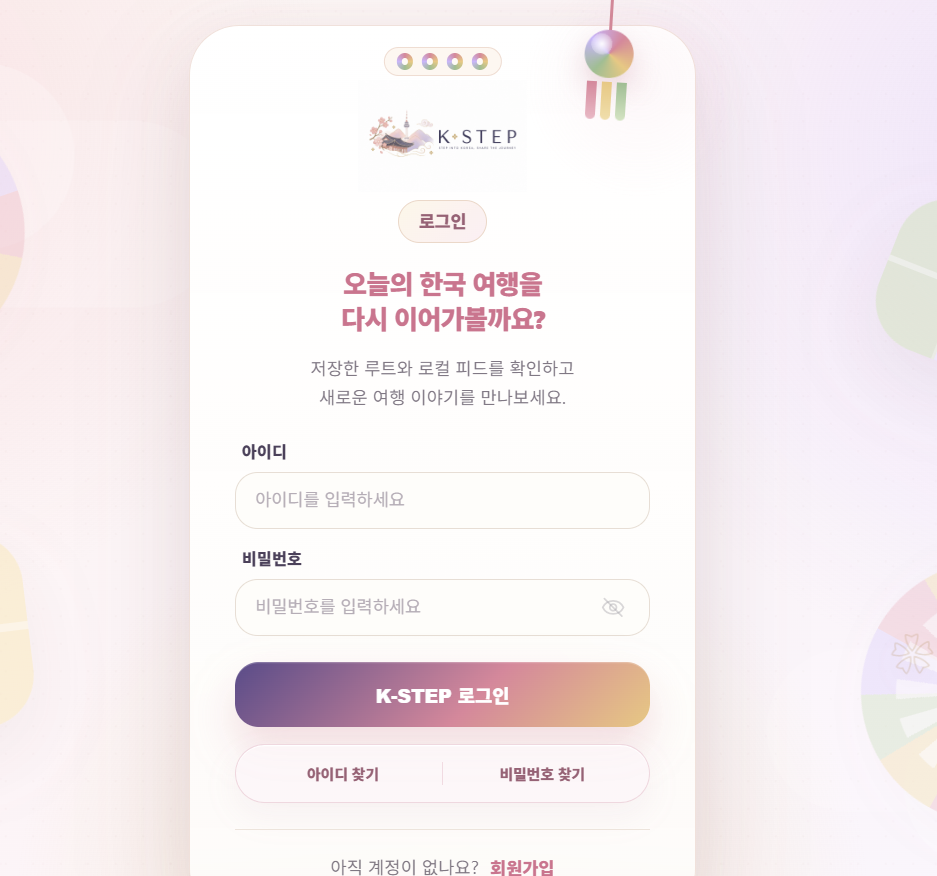 K STEP
로그인
오늘의 한국 여행을
다시 이어가볼까요?
저장한 루트와 로컬 피드를 확인하고
새로운 여행 이야기를 만나보세요.
아이디
아이디를 입력하세요
비밀번호
비밀번호를 입력하세요
K-STEP 로그인
아이디 찾기 비밀번호 찾기
아직 계정이 없나요? 회원가입